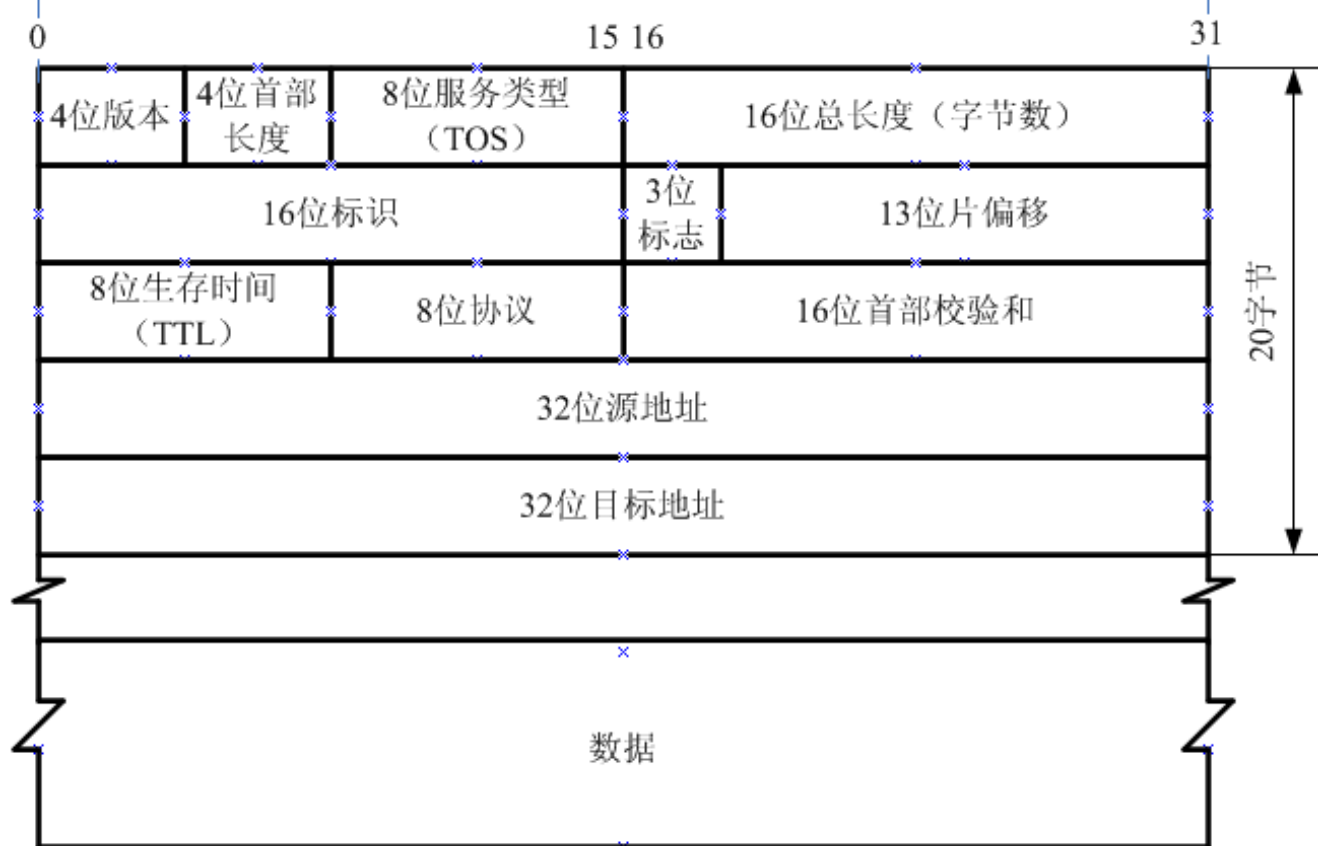 0
15 16
31
4位版本
4位首部
长度
8位服务类型
（TOS）
16位总长度（字节数）
16位标识
3位
标志
13位片偏移
8位生存时间
（TTL）
8位协议
16位首部校验和
20字节
32位源地址
32位目标地址
数据